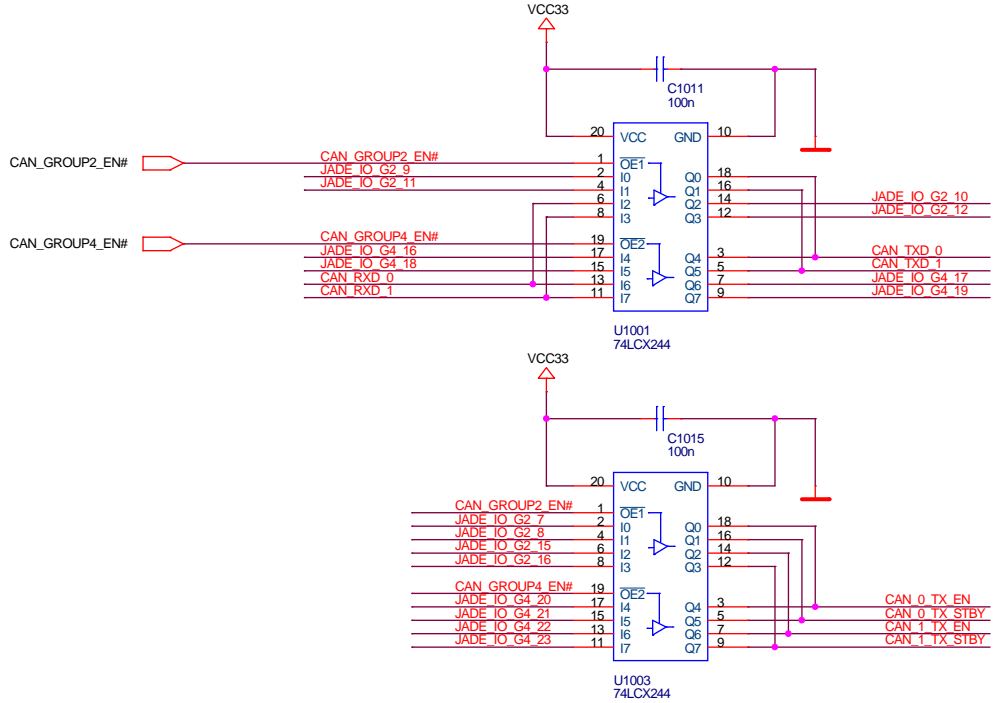 VCC33
C1011
100n
20 VCC GND 10
CAN_GROUP2_EN# CAN_GROUP2_EN# 1 OE1
JADE_IO_G2_9 2 I0 Q0 18
JADE_IO_G2_11 4 I1 Q1 16
6 I2 Q2 14 JADE_IO_G2_10
8 I3 Q3 12 JADE_IO_G2_12
CAN_GROUP4_EN# CAN_GROUP4_EN# 19 OE2
JADE_IO_G4_16 17 I4 Q4 3 CAN_TXD_0
JADE_IO_G4_18 15 I5 Q5 5 CAN_TXD_1
CAN_RXD_0 13 I6 Q6 7 JADE_IO_G4_17
CAN_RXD_1 11 I7 Q7 9 JADE_IO_G4_19
U1001
74LCX244
VCC33
C1015
100n
20 VCC GND 10
CAN_GROUP2_EN# 1 OE1
JADE_IO_G2_7 2 I0 Q0 18
JADE_IO_G2_8 4 I1 Q1 16
JADE_IO_G2_15 6 I2 Q2 14
JADE_IO_G2_16 8 I3 Q3 12
CAN_GROUP4_EN# 19 OE2
JADE_IO_G4_20 17 I4 Q4 3 CAN_0_TX_EN
JADE_IO_G4_21 15 I5 Q5 5 CAN_0_TX_STBY
JADE_IO_G4_22 13 I6 Q6 7 CAN_1_TX_EN
JADE_IO_G4_23 11 I7 Q7 9 CAN_1_TX_STBY
U1003
74LCX244